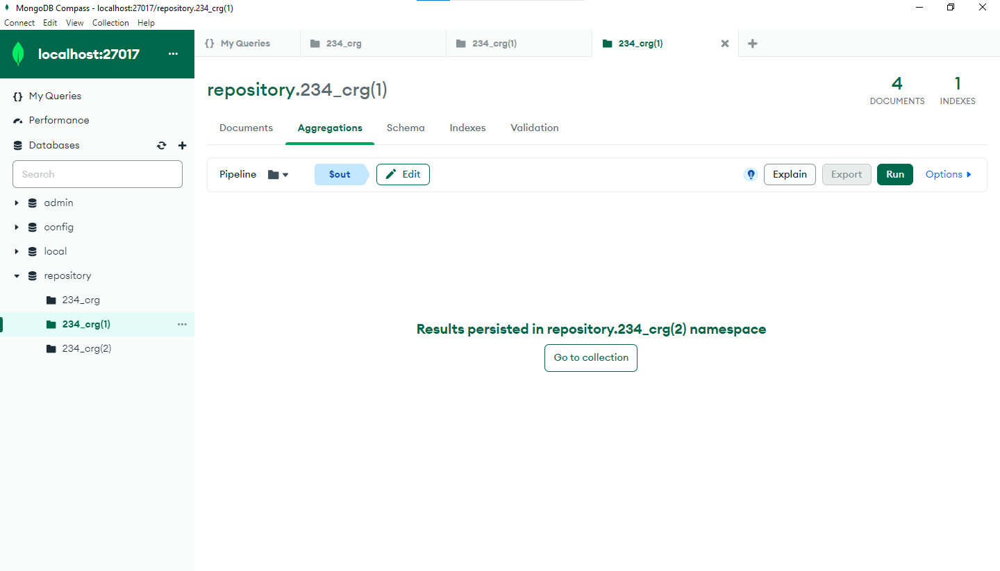 MongoDB Compass - localhost:27017/repository.234_crg(1)
Connect Edit View Collection Help
localhost:27017 ...
{} My Queries
234_crg
234_crg(1)
234_crg(1)
My Queries
Performance
Databases
Search
admin
config
local
repository
234_crg
234_crg(1) ...
234_crg(2)
repository.234_crg(1)
4 DOCUMENTS
1 INDEXES
Documents Aggregations Schema Indexes Validation
Pipeline $out Edit Explain Export Run Options
Results persisted in repository.234_crg(2) namespace
Go to collection